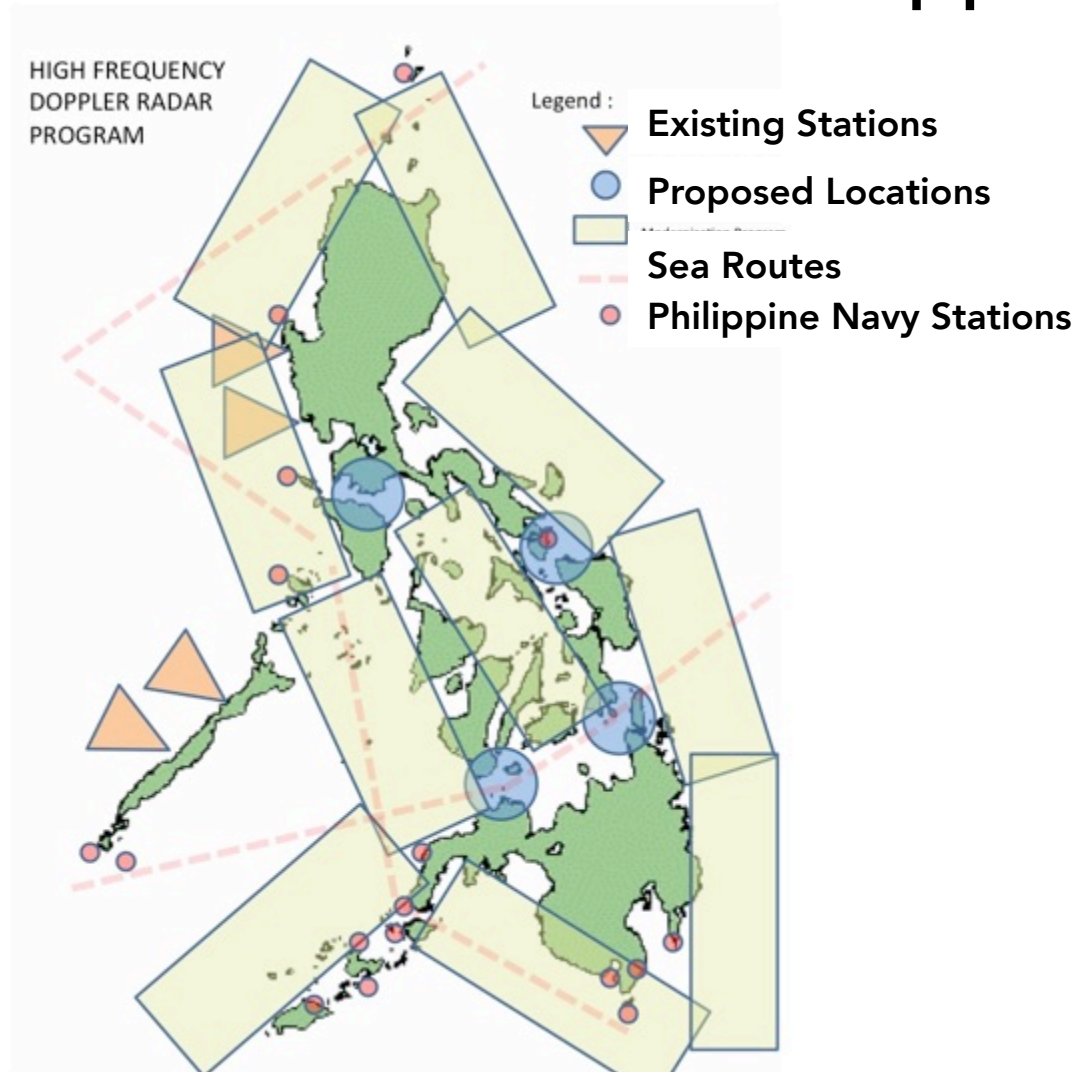 HIGH FREQUENCY
DOPPLER RADAR
PROGRAM
Legend :
Existing Stations
Proposed Locations
Sea Routes
Philippine Navy Stations